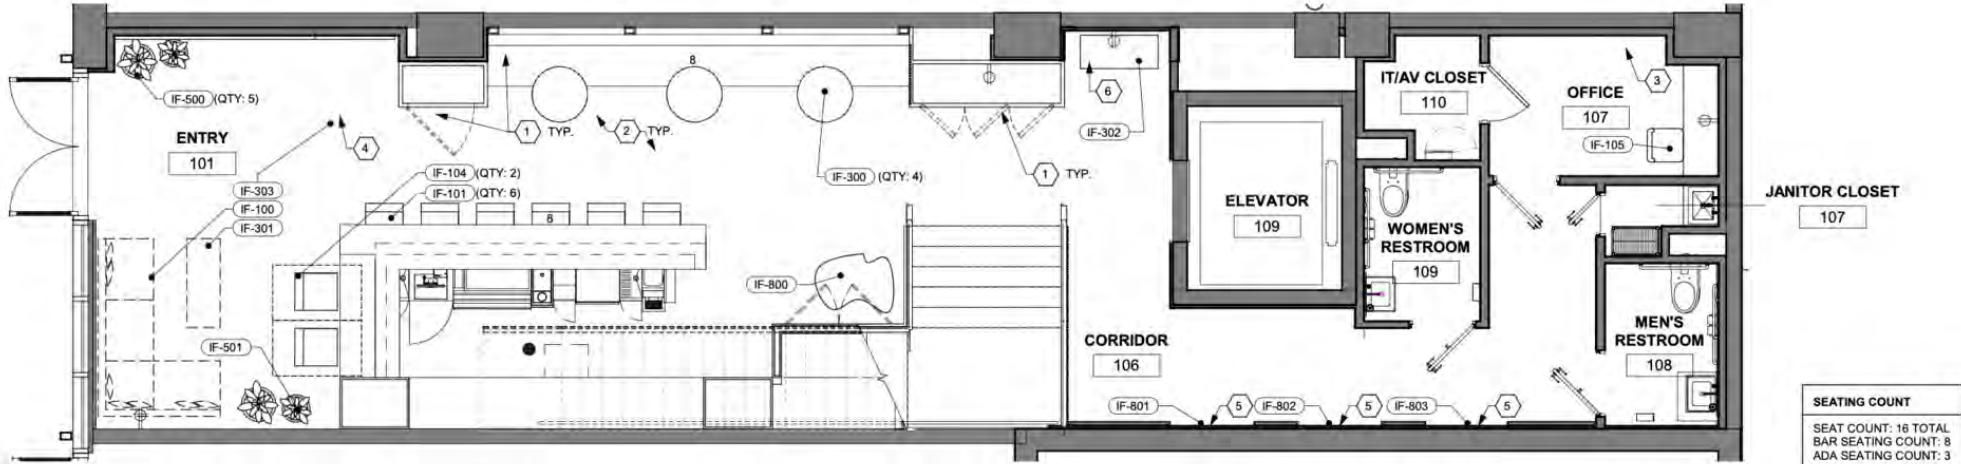 8
IT/AV CLOSET
110
3
OFFICE
107
IF-500 (QTY: 5)
6
ENTRY
101
4
1 TYP.
2 TYP.
IF-302
IF-105
IF-303
IF-104 (QTY: 2)
IF-300 (QTY: 4)
1 TYP.
IF-100
IF-101 (QTY: 6)
IF-301
8
ELEVATOR
109
JANITOR CLOSET
107
WOMEN'S
RESTROOM
109
IF-800
IF-501
CORRIDOR
106
MEN'S
RESTROOM
108
IF-801
5
IF-802
5
IF-803
5
SEATING COUNT
SEAT COUNT: 16 TOTAL
BAR SEATING COUNT: 8
ADA SEATING COUNT: 3